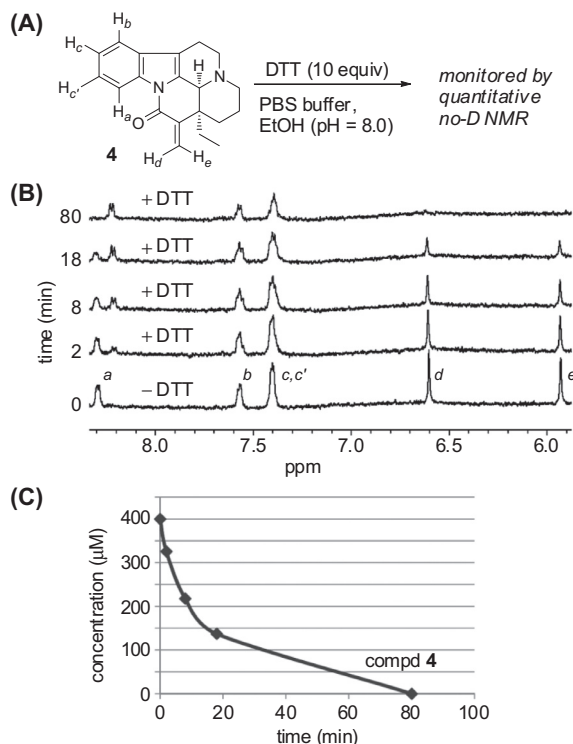 (A)
H_b
H_c
H_c'
H_a
N
H
N
O
4
H_d H_e
DTT (10 equiv)
PBS buffer,
EtOH (pH = 8.0)
monitored by
quantitative
no-D NMR
(B)
time (min)
80 + DTT
18 + DTT
8 + DTT
2 + DTT
0 a – DTT b c,c' d e
8.0 7.5 7.0 6.5 6.0
ppm
(C)
concentration (µM)
400
300
200
100
0
compd 4
0 20 40 60 80 100
time (min)